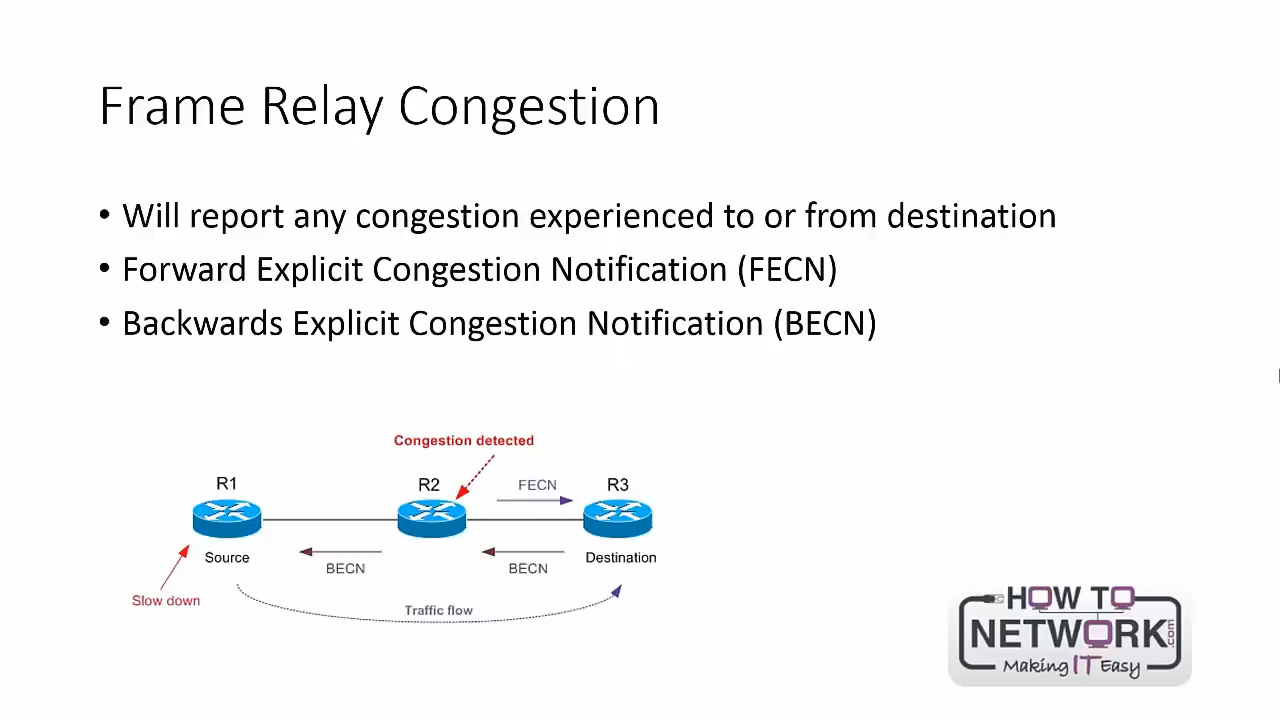 Frame Relay Congestion
• Will report any congestion experienced to or from destination
• Forward Explicit Congestion Notification (FECN)
• Backwards Explicit Congestion Notification (BECN)
Congestion detected
R1
R2
FECN
R3
Source
BECN
BECN
Destination
Slow down
Traffic flow
HOW TO
NETWORK.com
Making IT Easy